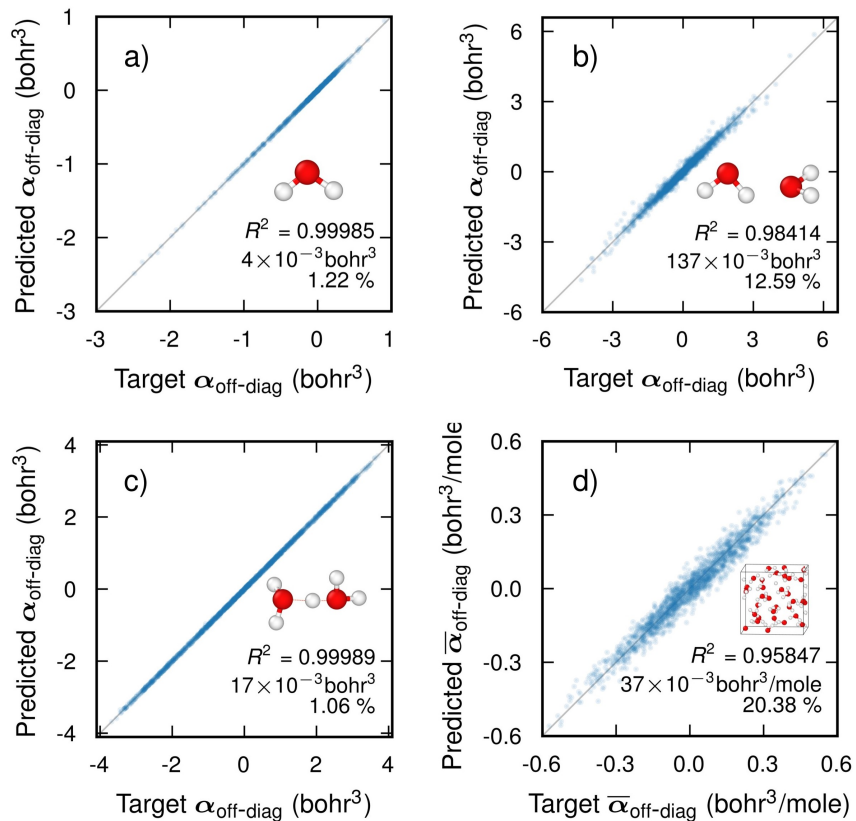 a)
Predicted α_off-diag (bohr³)
1
0
-1
-2
-3
R² = 0.99985
4×10⁻³bohr³
1.22 %
-3 -2 -1 0 1
Target α_off-diag (bohr³)
b)
Predicted α_off-diag (bohr³)
6
3
0
-3
-6
R² = 0.98414
137×10⁻³bohr³
12.59 %
-6 -3 0 3 6
Target α_off-diag (bohr³)
c)
Predicted α_off-diag (bohr³)
4
2
0
-2
-4
R² = 0.99989
17×10⁻³bohr³
1.06 %
-4 -2 0 2 4
Target α_off-diag (bohr³)
d)
Predicted α̅_off-diag (bohr³/mole
0.6
0.3
0.0
-0.3
-0.6
R² = 0.95847
37×10⁻³bohr³/mole
20.38 %
-0.6 -0.3 0.0 0.3 0.6
Target α̅_off-diag (bohr³/mole)